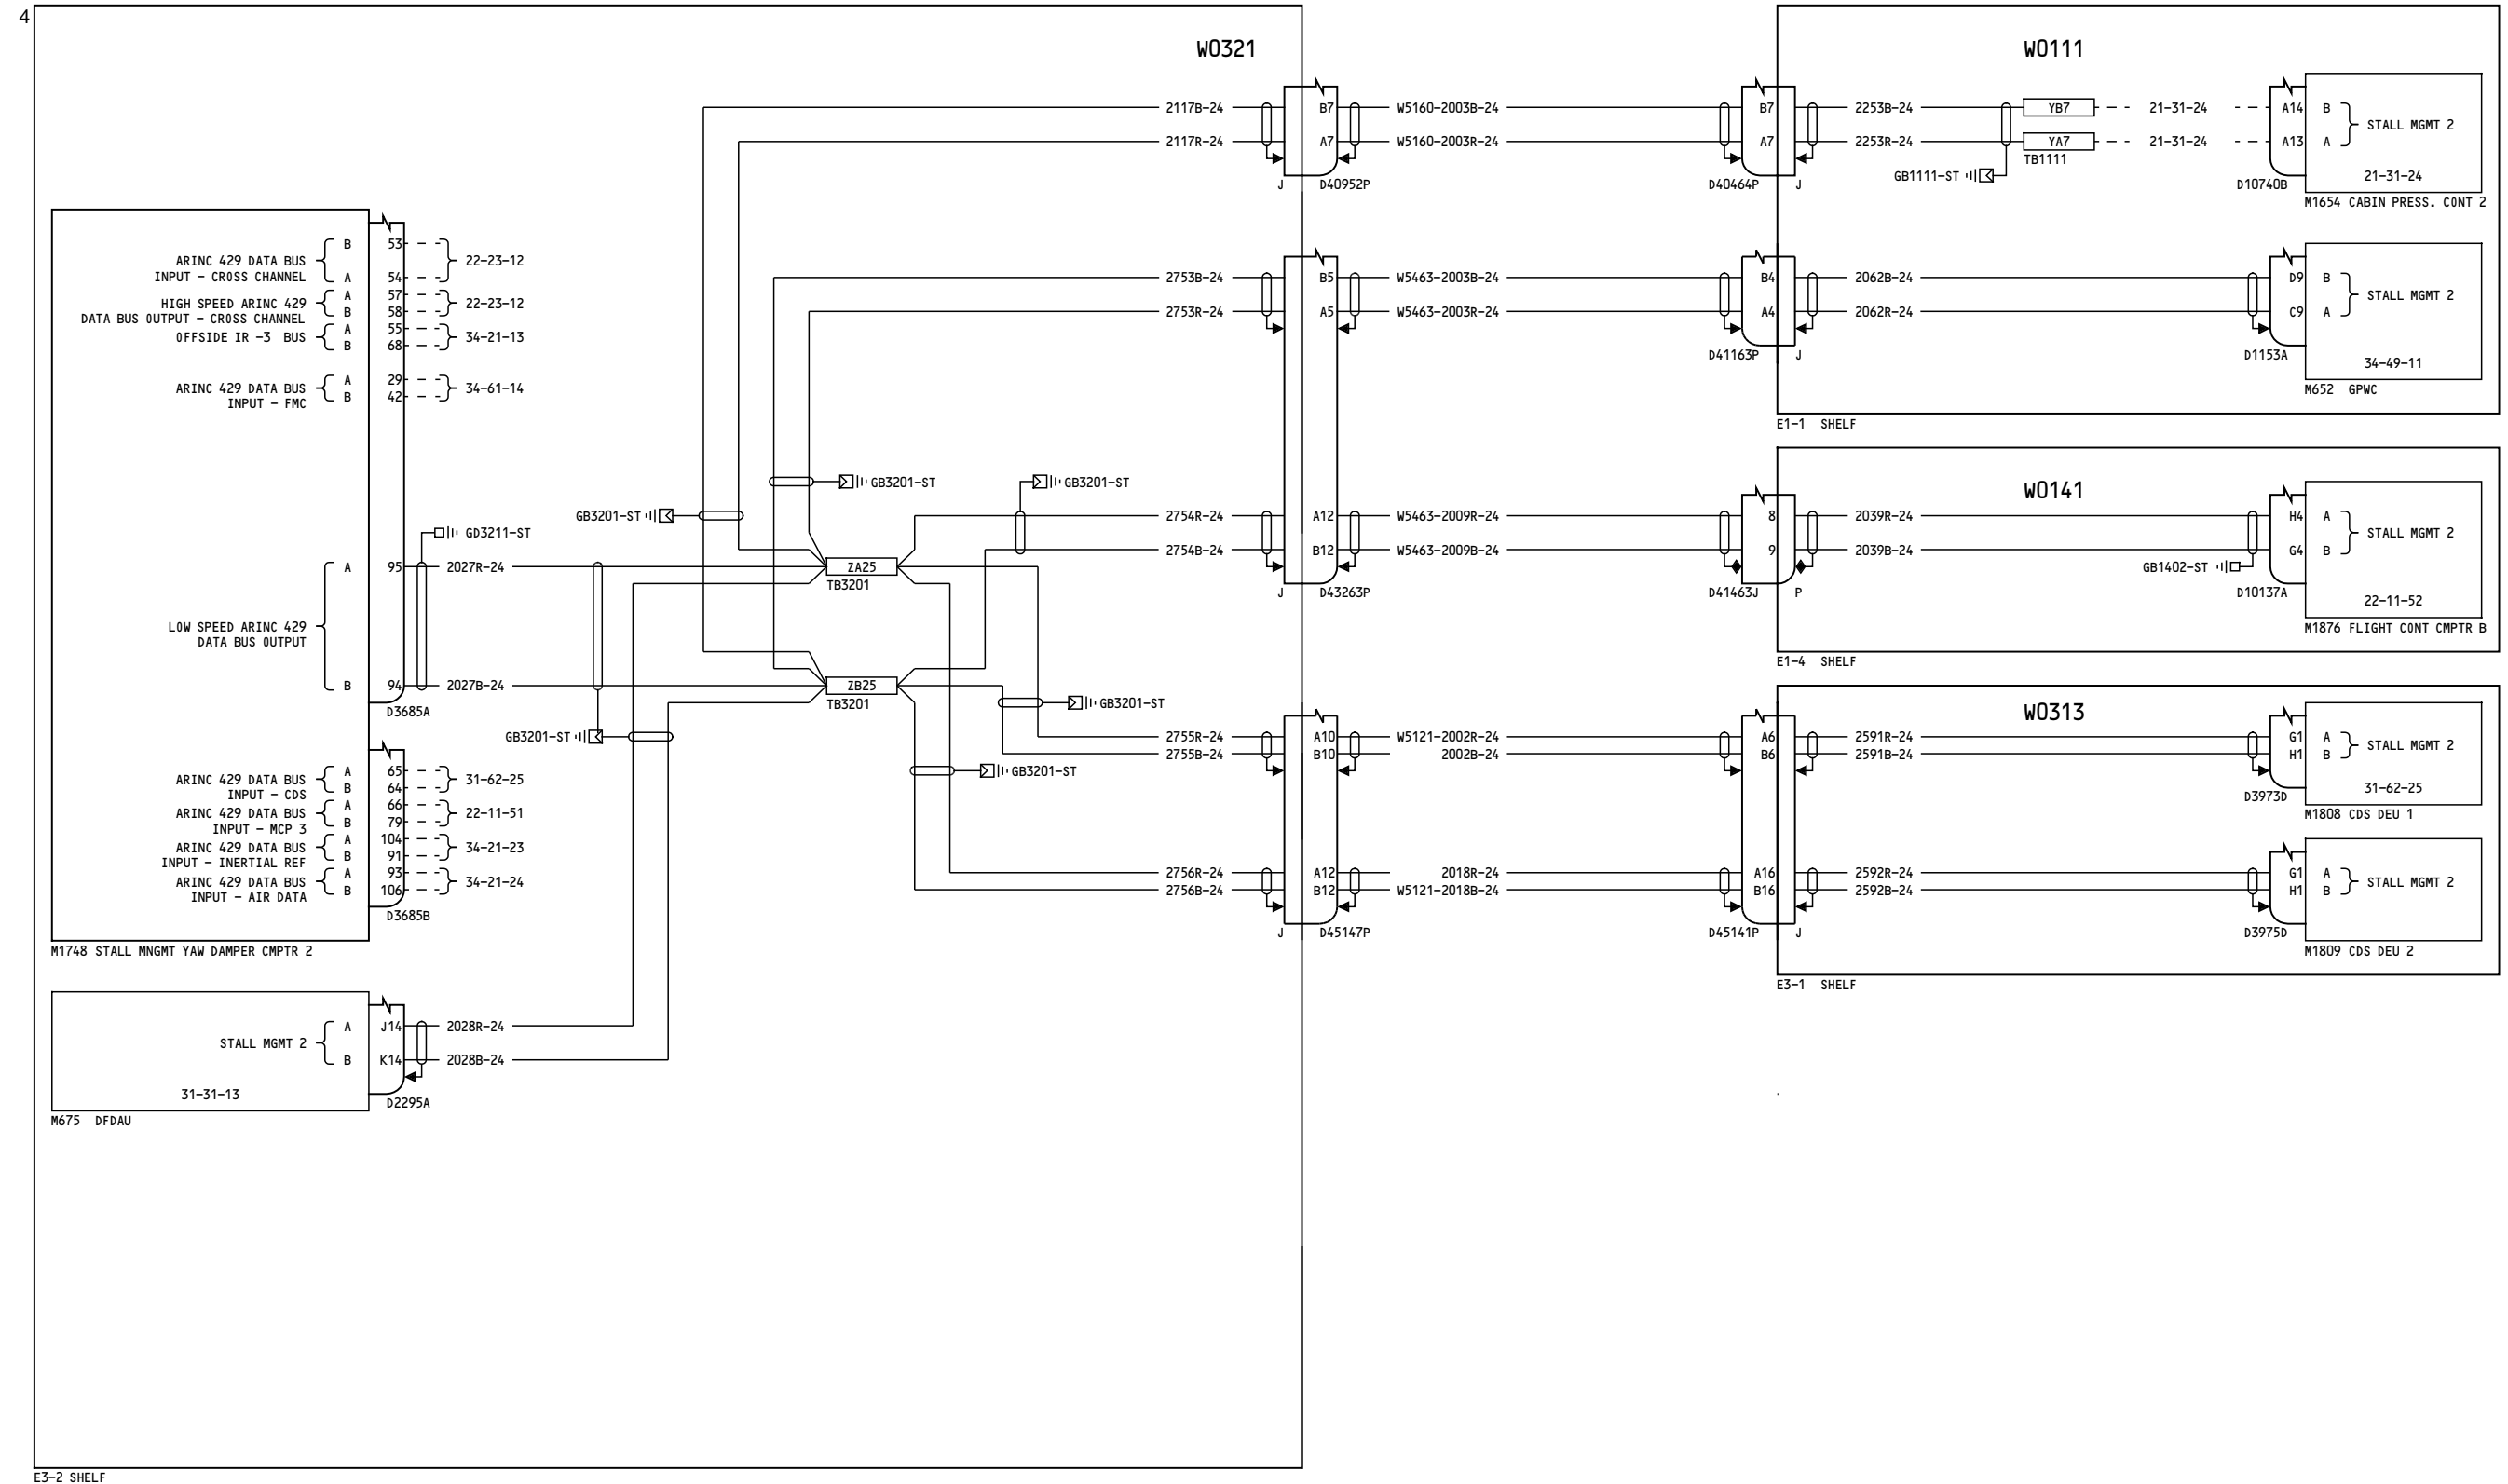 4
W0321
W0111
2117B-24
B7
W5160-2003B-24
B7
2253B-24
YB7
21-31-24
A14
B
STALL MGMT 2
2117R-24
A7
W5160-2003R-24
A7
2253R-24
YA7
21-31-24
A13
A
TB1111
GB1111-ST
21-31-24
J
D40952P
D40464P
J
D10740B
M1654 CABIN PRESS. CONT 2
2753B-24
B5
W5463-2003B-24
B4
2062B-24
D9
B
STALL MGMT 2
2753R-24
A5
W5463-2003R-24
A4
2062R-24
C9
A
D41163P
J
D1153A
34-49-11
M652 GPWC
E1-1 SHELF
ARINC 429 DATA BUS
INPUT - CROSS CHANNEL
B
A
53
54
22-23-12
HIGH SPEED ARINC 429
DATA BUS OUTPUT - CROSS CHANNEL
A
B
57
58
22-23-12
OFFSIDE IR -3 BUS
A
B
55
68
34-21-13
ARINC 429 DATA BUS
INPUT - FMC
A
B
29
42
34-61-14
GB3201-ST
GB3201-ST
GB3201-ST
GD3211-ST
W0141
2754R-24
A12
W5463-2009R-24
8
2039R-24
H4
A
STALL MGMT 2
2754B-24
B12
W5463-2009B-24
9
2039B-24
G4
B
GB1402-ST
J
D43263P
D41463J
P
D10137A
22-11-52
M1876 FLIGHT CONT CMPTR B
E1-4 SHELF
LOW SPEED ARINC 429
DATA BUS OUTPUT
A
95
2027R-24
ZA25
TB3201
B
94
2027B-24
ZB25
TB3201
D3685A
GB3201-ST
GB3201-ST
GB3201-ST
W0313
2755R-24
A10
W5121-2002R-24
A6
2591R-24
G1
A
STALL MGMT 2
2755B-24
B10
2002B-24
B6
2591B-24
H1
B
D3973D
31-62-25
M1808 CDS DEU 1
ARINC 429 DATA BUS
INPUT - CDS
A
B
65
64
31-62-25
ARINC 429 DATA BUS
INPUT - MCP 3
A
B
66
79
22-11-51
ARINC 429 DATA BUS
INPUT - INERTIAL REF
A
B
104
91
34-21-23
ARINC 429 DATA BUS
INPUT - AIR DATA
A
B
93
106
34-21-24
D3685B
M1748 STALL MNGMT YAW DAMPER CMPTR 2
2756R-24
A12
2018R-24
A16
2592R-24
G1
A
STALL MGMT 2
2756B-24
B12
W5121-2018B-24
B16
2592B-24
H1
B
J
D45147P
D45141P
J
D3975D
M1809 CDS DEU 2
E3-1 SHELF
STALL MGMT 2
A
J14
2028R-24
B
K14
2028B-24
31-31-13
D2295A
M675 DFDAU
E3-2 SHELF